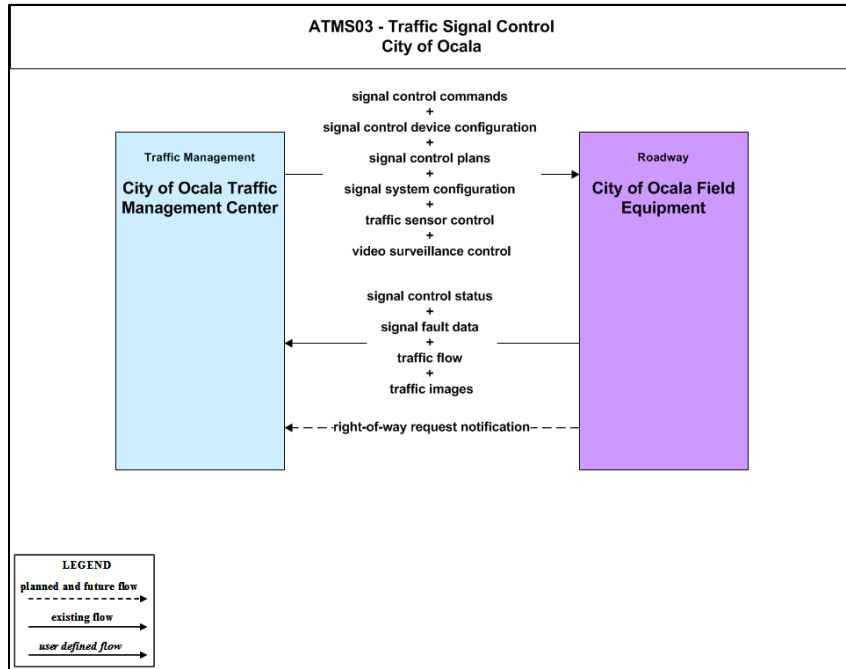 ATMS03 - Traffic Signal Control
City of Ocala
signal control commands
+
signal control device configuration
+
signal control plans
+
signal system configuration
+
traffic sensor control
+
video surveillance control
Traffic Management
City of Ocala Traffic
Management Center
Roadway
City of Ocala Field
Equipment
signal control status
+
signal fault data
+
traffic flow
+
traffic images
right-of-way request notification
LEGEND
planned and future flow
existing flow
user defined flow